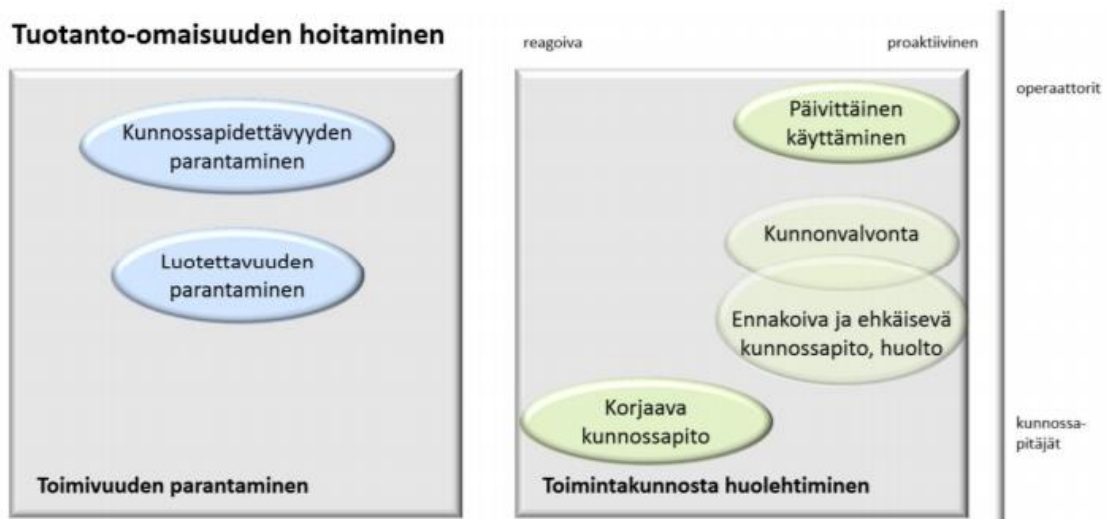 Tuotanto-omaisuuden hoitaminen
reagoiva
proaktiivinen
operaattorit
Kunnossapidettävyyden
parantaminen
Luotettavuuden
parantaminen
Toimivuuden parantaminen
Päivittäinen
käyttäminen
Kunnonvalvonta
Ennakoiva ja ehkäisevä
kunnossapito, huolto
Korjaava
kunnossapito
Toimintakunnosta huolehtiminen
kunnossa-
pitäjät